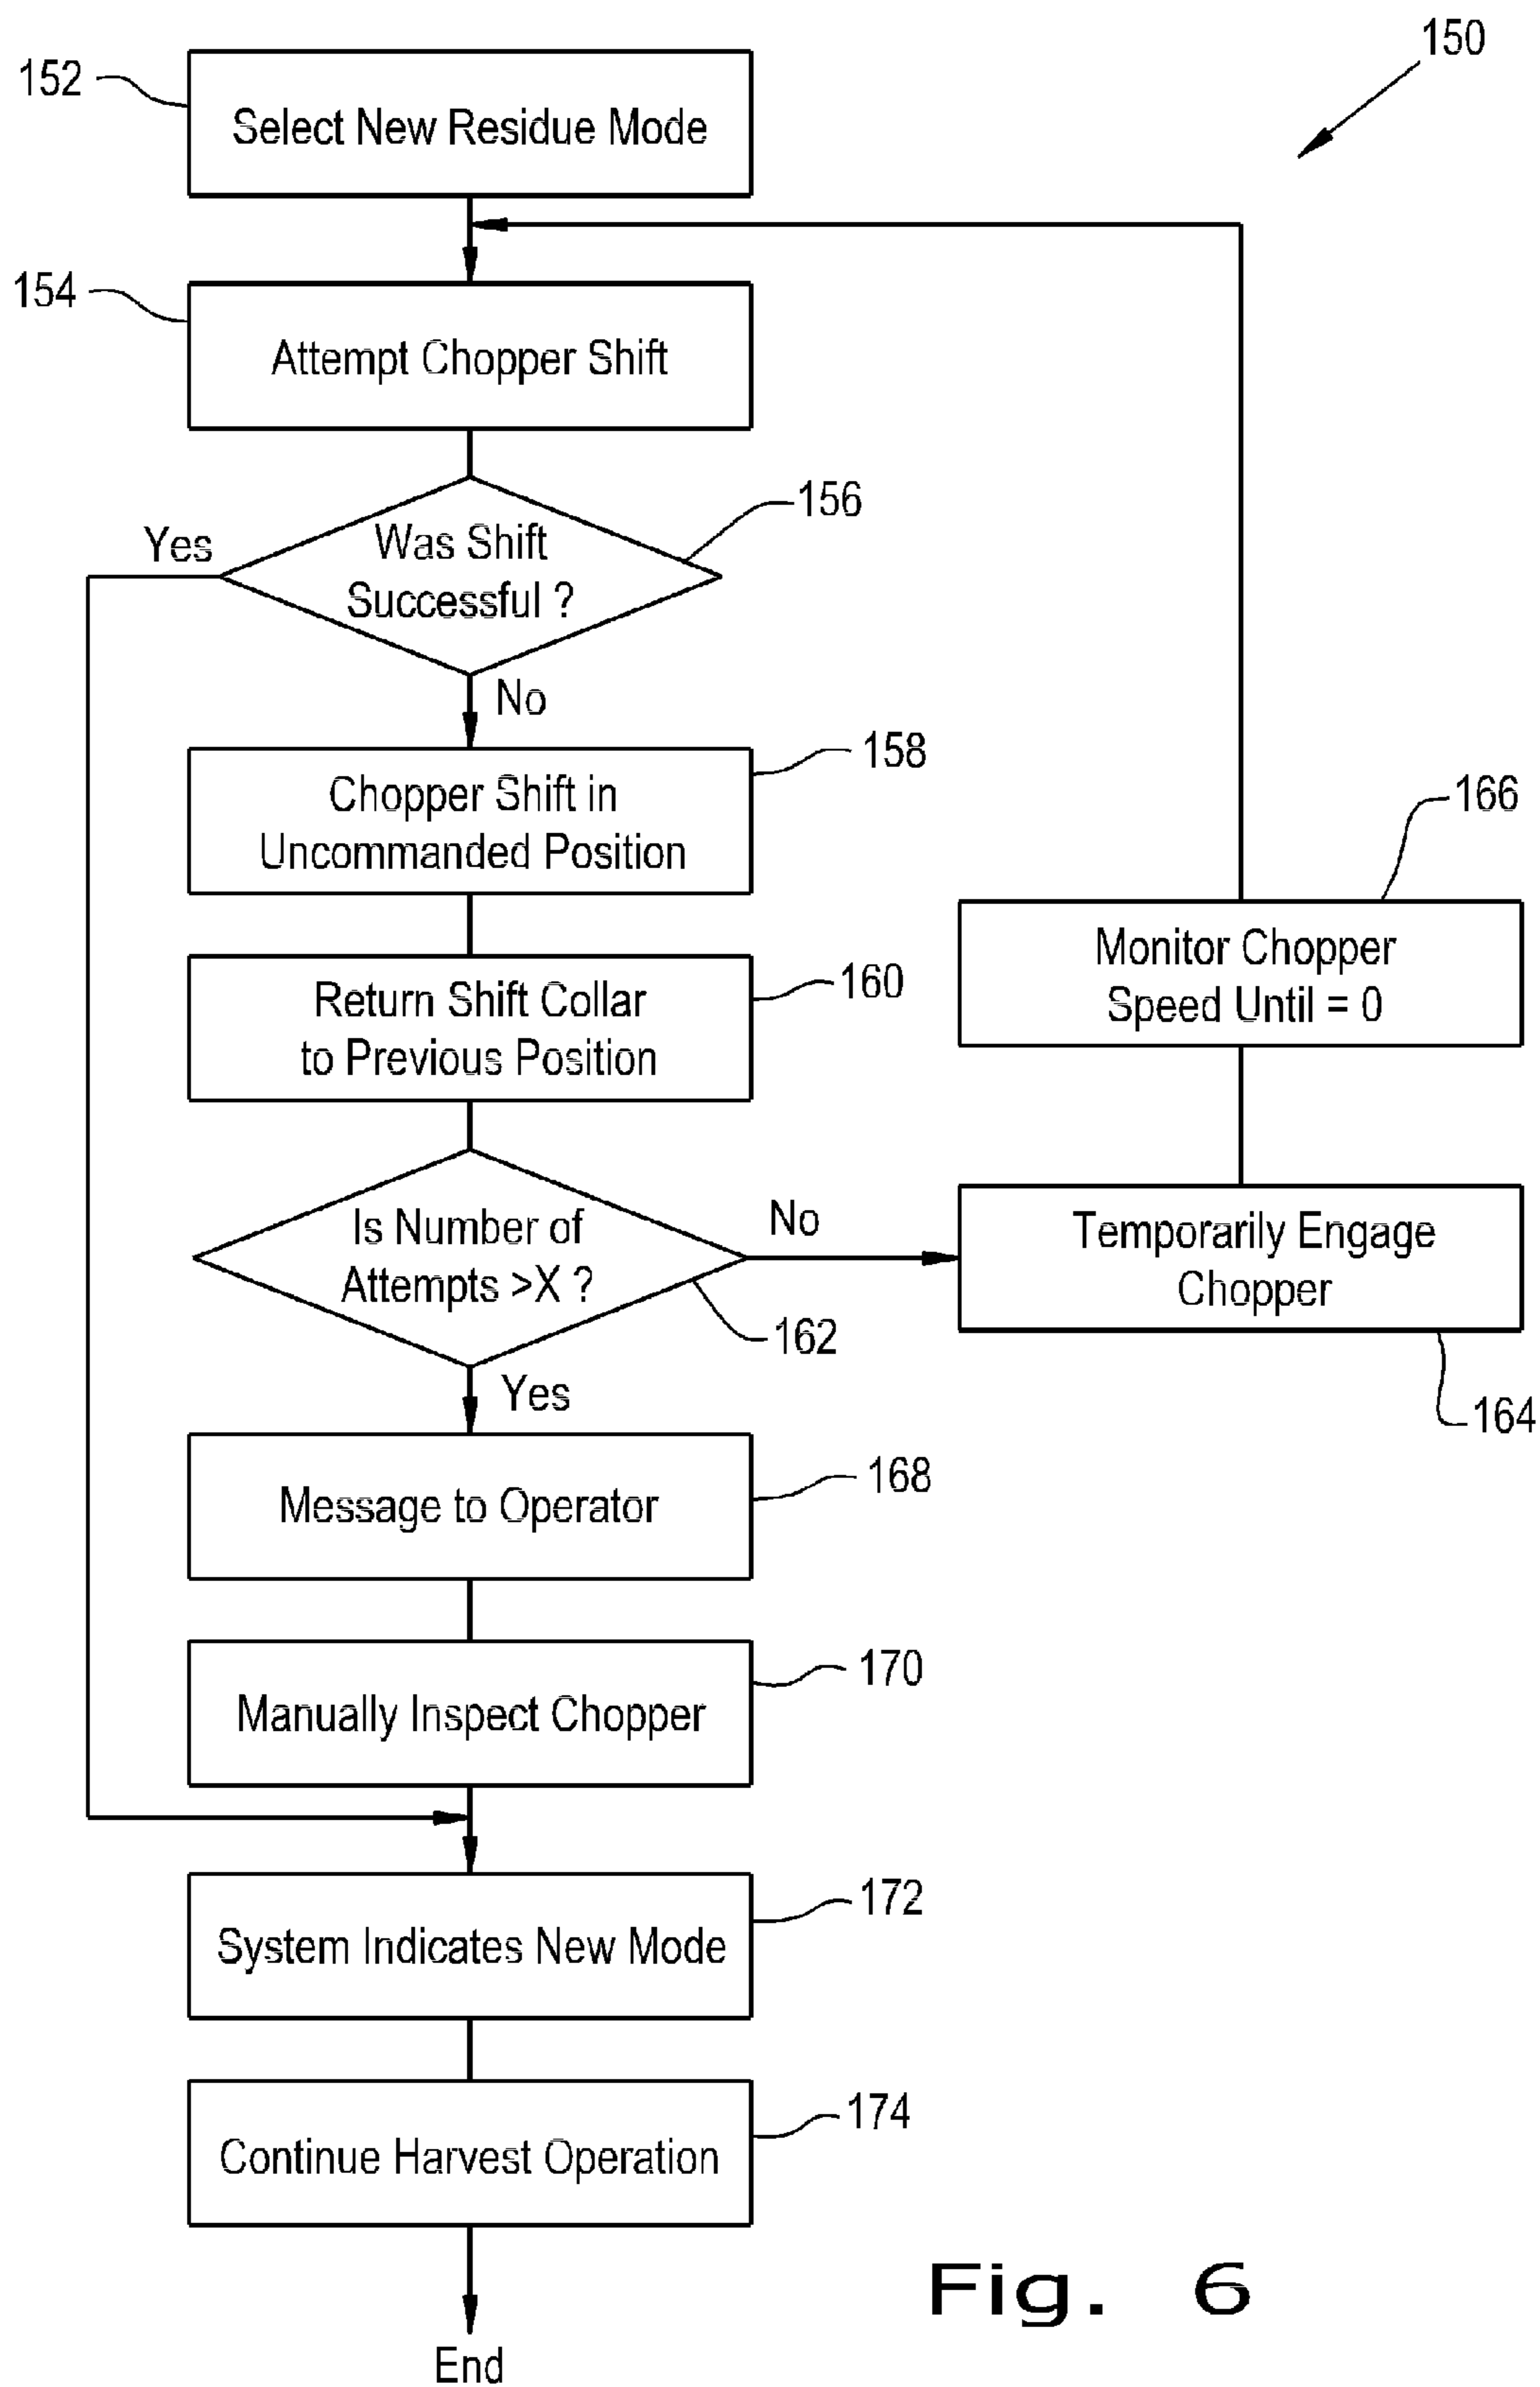 150
152
Select New Residue Mode
154
Attempt Chopper Shift
156
Yes
Was Shift
Successful ?
No
158
Chopper Shift in
Uncommanded Position
166
Monitor Chopper
Speed Until = 0
160
Return Shift Collar
to Previous Position
No
Is Number of
Attempts >X ?
162
Temporarily Engage
Chopper
164
Yes
168
Message to Operator
170
Manually Inspect Chopper
172
System Indicates New Mode
174
Continue Harvest Operation
End
Fig. 6